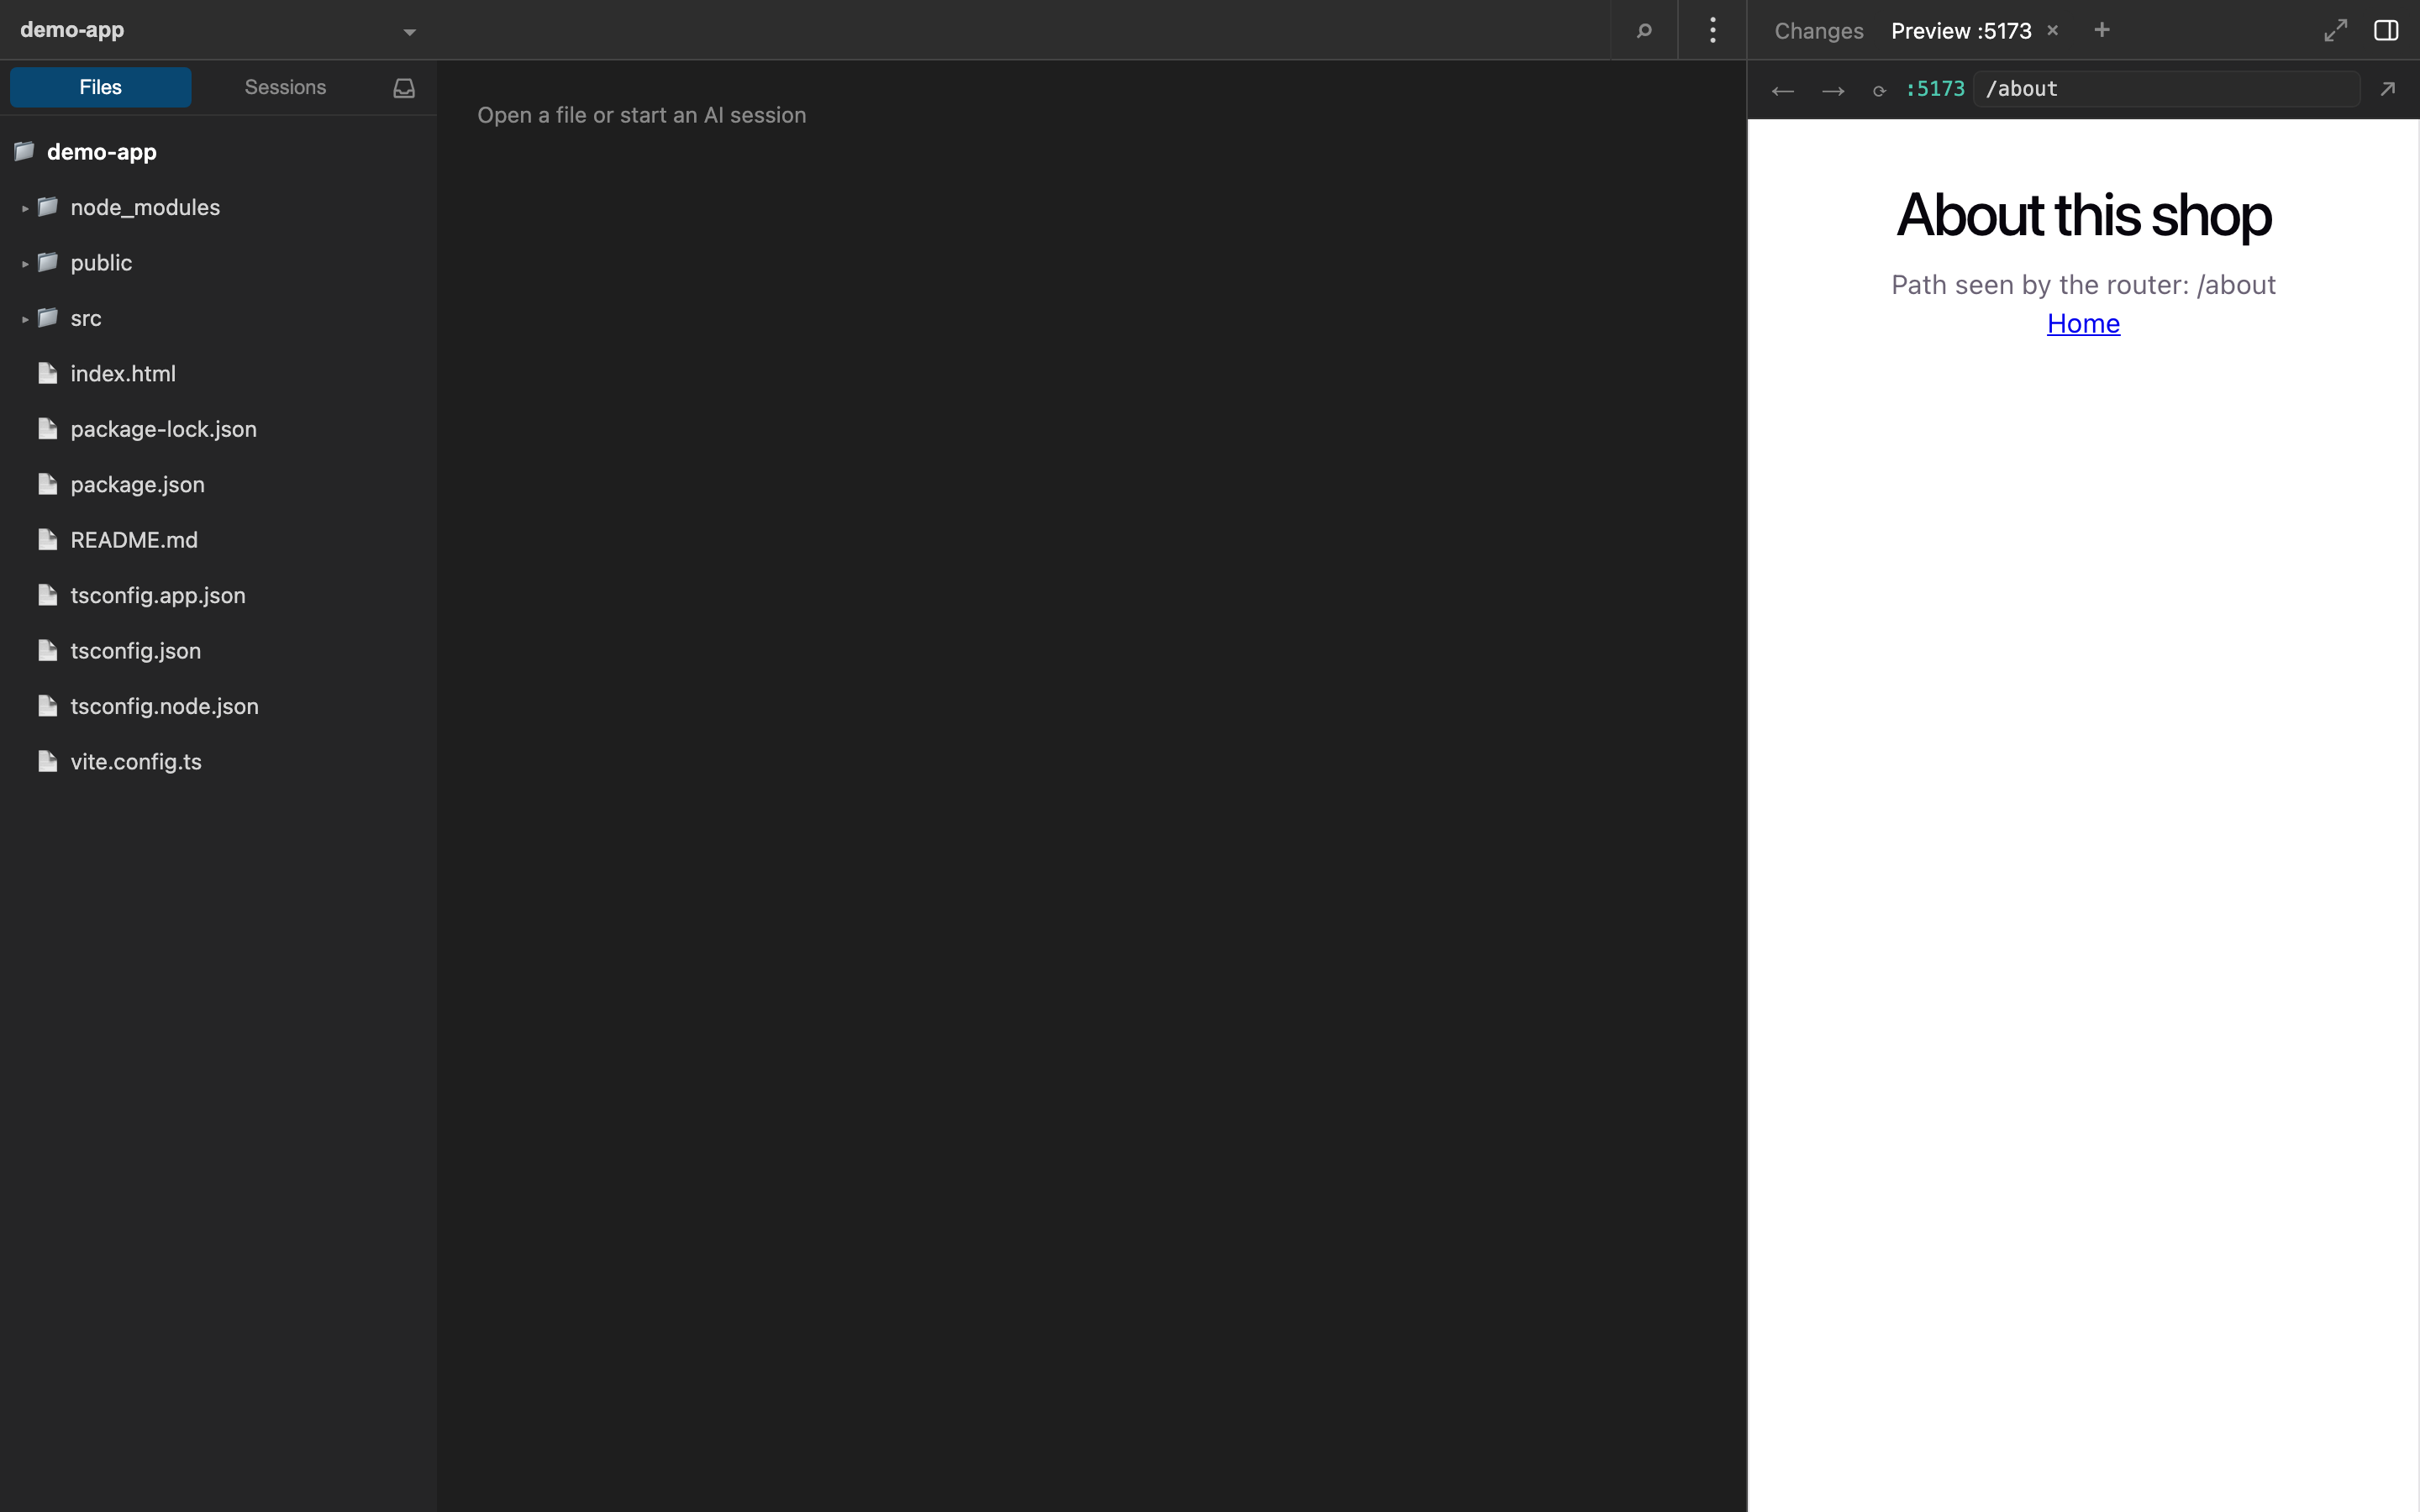 demo-app
Changes
Preview :5173
Files
Sessions
:5173
/about
Open a file or start an AI session
demo-app
node_modules
public
src
index.html
package-lock.json
package.json
README.md
tsconfig.app.json
tsconfig.json
tsconfig.node.json
vite.config.ts
About this shop
Path seen by the router: /about
Home